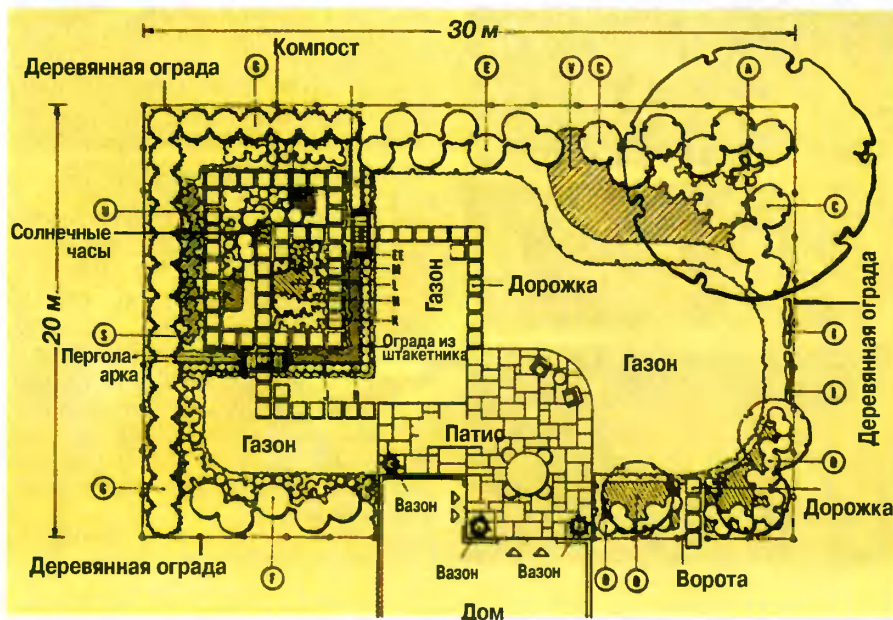 30 м
Компост
Деревянная ограда
G
E
V
C
A
20 м
U
Солнечные
часы
C
EE
M
L
N
K
Газон
Дорожка
S
Пергола
арка
Ограда из
штакетника
Газон
Деревянная ограда
I
Патио
Газон
G
Вазон
Дорожка
Деревянная ограда
F
Вазон
Вазон
Ворота
Дом